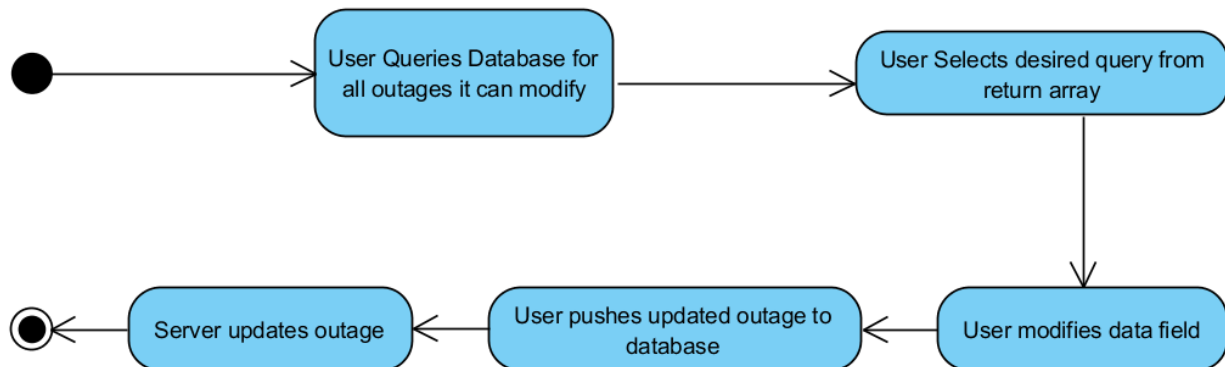 User Queries Database for
all outages it can modify
User Selects desired query from
return array
User modifies data field
User pushes updated outage to
database
Server updates outage